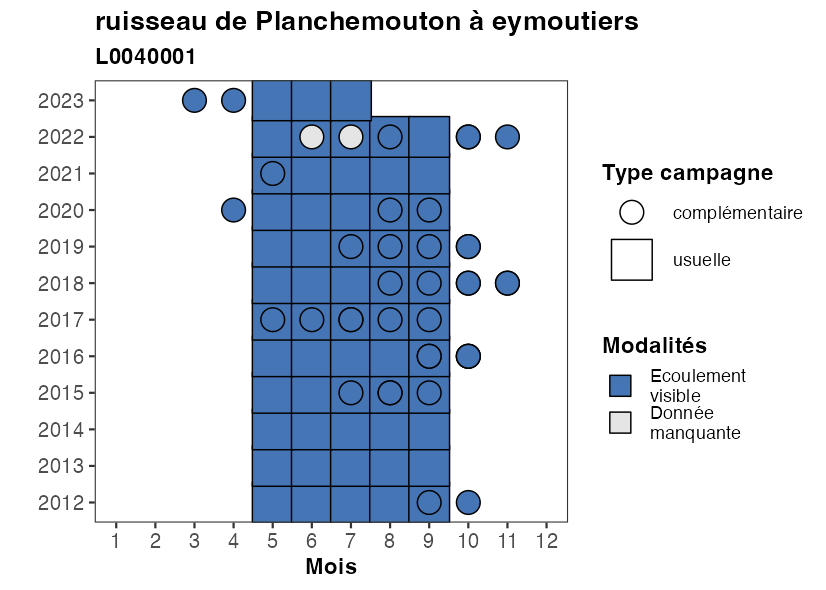 ruisseau de Planchemouton à eymoutiers
L0040001
2023
2022
2021
2020
2019
2018
2017
2016
2015
2014
2013
2012
1 2 3 4 5 6 7 8 9 10 11 12
Mois
Type campagne
complémentaire
usuelle
Modalités
Ecoulement
visible
Donnée
manquante